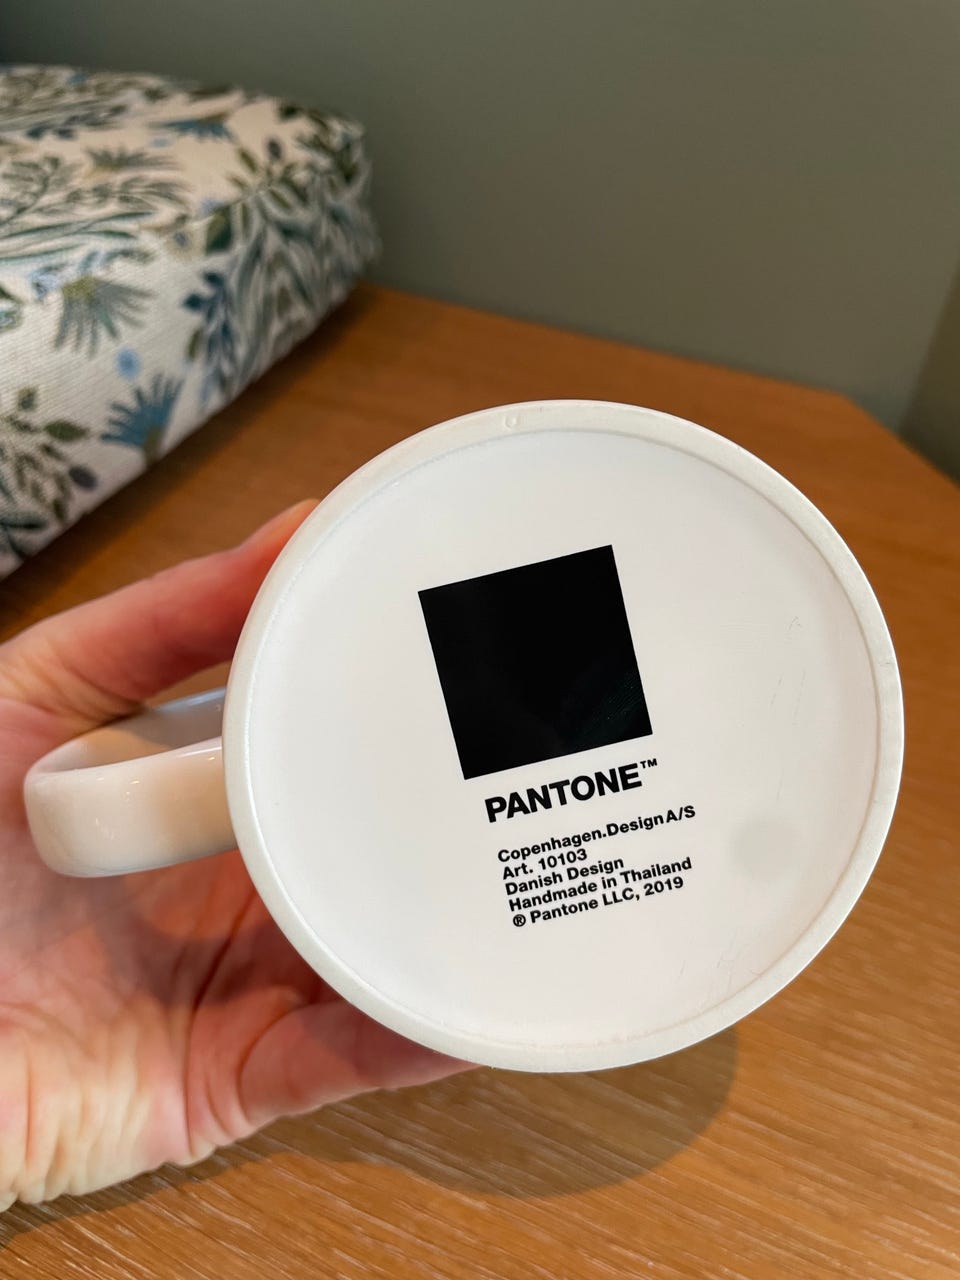 PANTONE™
Copenhagen.Design A/S
Art. 10103
Danish Design
Handmade in Thailand
® Pantone LLC, 2019